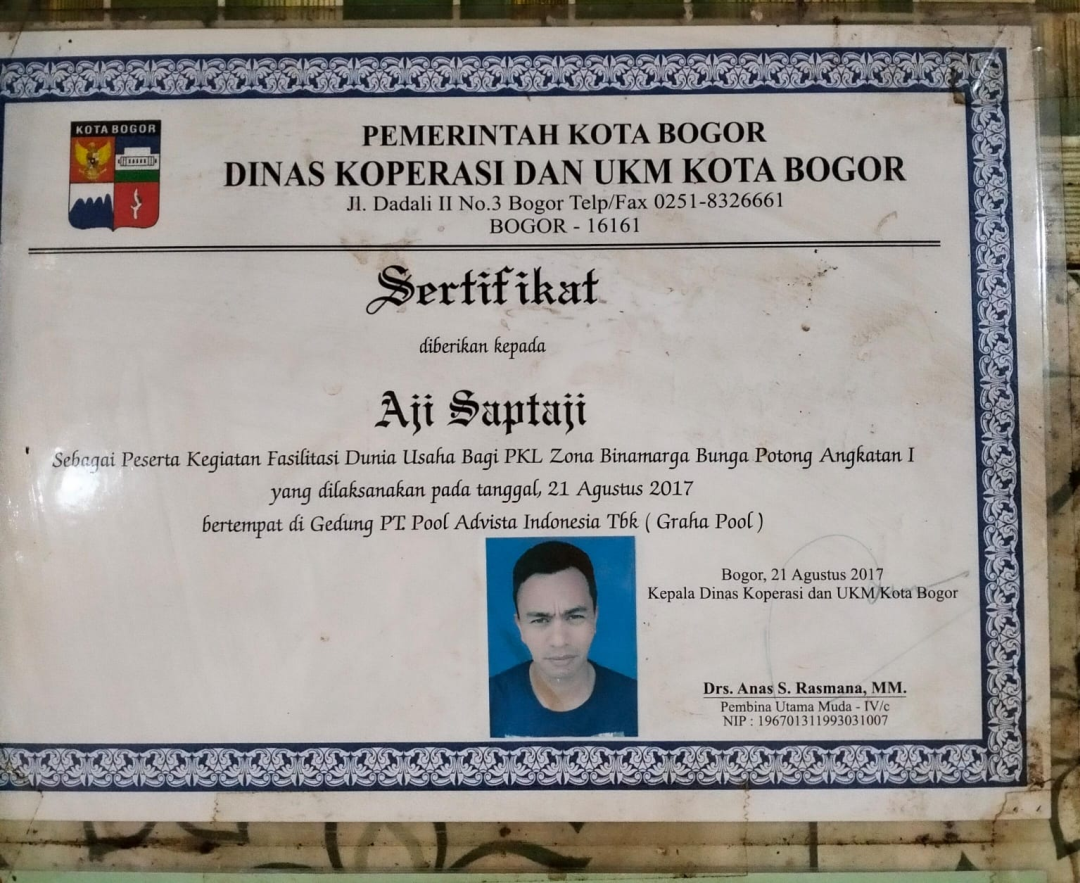 KOTA BOGOR
PEMERINTAH KOTA BOGOR
DINAS KOPERASI DAN UKM KOTA BOGOR
Jl. Dadali II No.3 Bogor Telp/Fax 0251-8326661
BOGOR - 16161
Sertifikat
diberikan kepada
Aji Saptaji
Sebagai Peserta Kegiatan Fasilitasi Dunia Usaha Bagi PKL Zona Binamarga Bunga Potong Angkatan I
yang dilaksanakan pada tanggal, 21 Agustus 2017
bertempat di Gedung PT. Pool Advista Indonesia Tbk ( Graha Pool )
Bogor, 21 Agustus 2017
Kepala Dinas Koperasi dan UKM Kota Bogor
Drs. Anas S. Rasmana, MM.
Pembina Utama Muda - IV/c
NIP : 196701311993031007